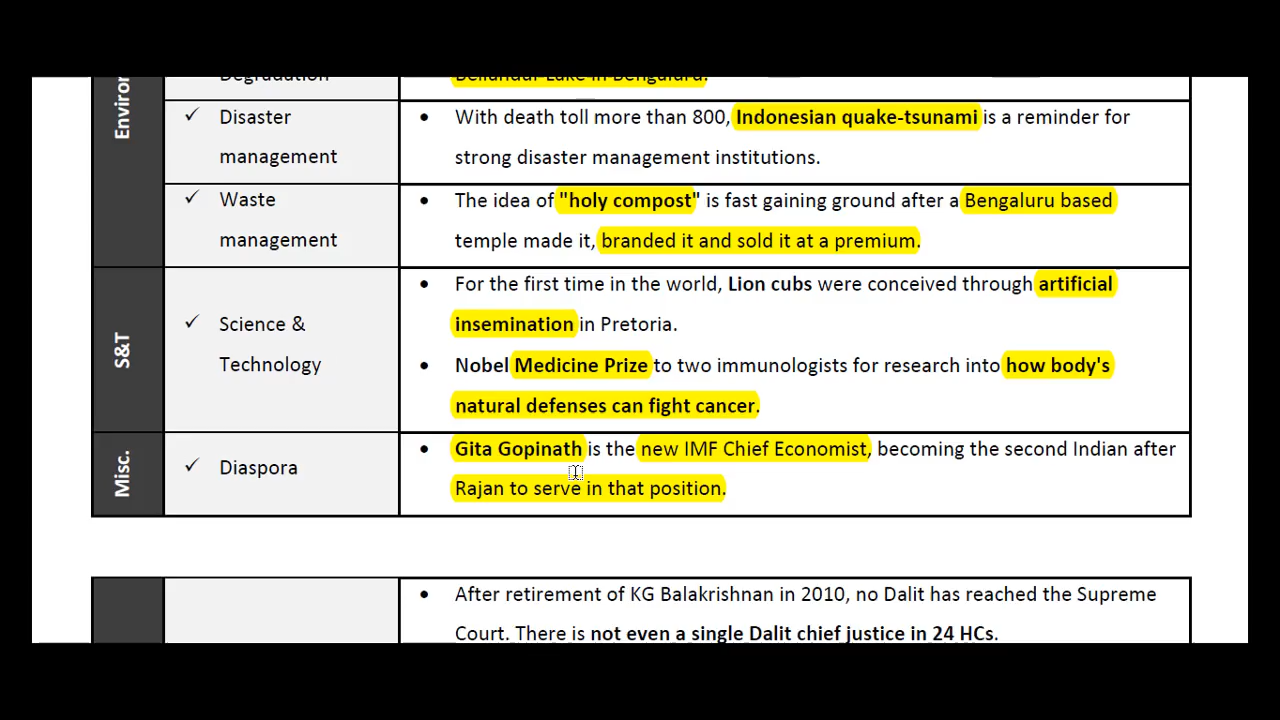 Degradation
Bellandur Lake in Bengaluru.
Environ
Disaster
management
With death toll more than 800, Indonesian quake-tsunami is a reminder for
strong disaster management institutions.
Waste
management
The idea of "holy compost" is fast gaining ground after a Bengaluru based
temple made it, branded it and sold it at a premium.
S&T
Science &
Technology
For the first time in the world, Lion cubs were conceived through artificial
insemination in Pretoria.
Nobel Medicine Prize to two immunologists for research into how body's
natural defenses can fight cancer.
Misc.
Diaspora
Gita Gopinath is the new IMF Chief Economist, becoming the second Indian after
Rajan to serve in that position.
After retirement of KG Balakrishnan in 2010, no Dalit has reached the Supreme
Court. There is not even a single Dalit chief justice in 24 HCs.